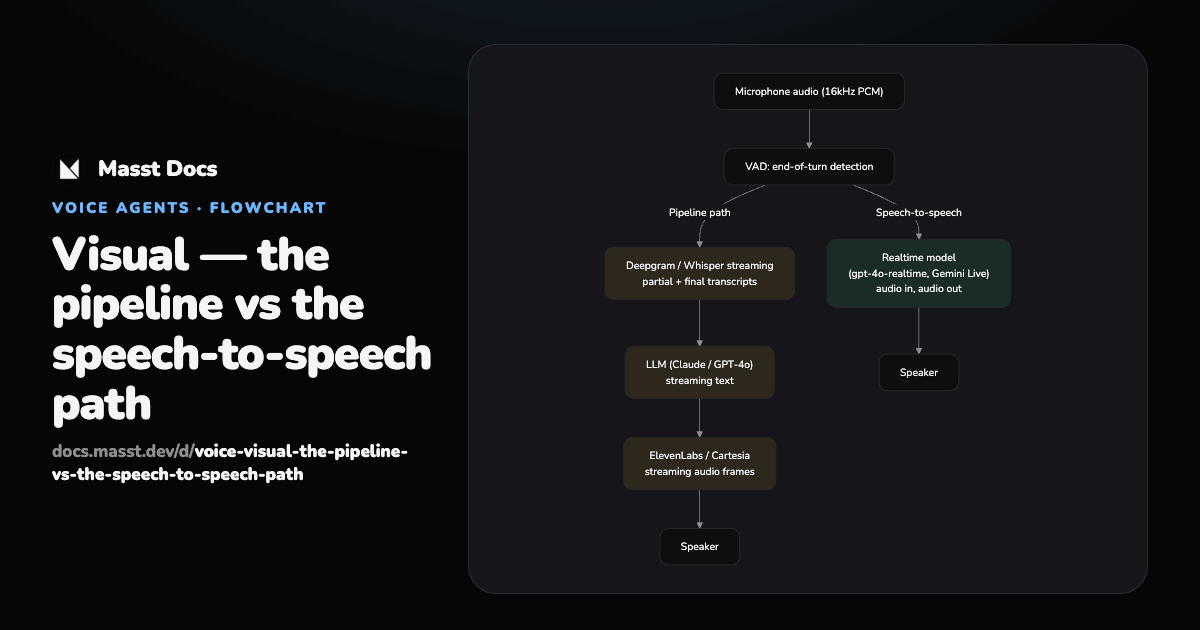 Masst Docs
VOICE AGENTS · FLOWCHART
Visual — the
pipeline vs the
speech-to-speech
path
docs.masst.dev/d/voice-visual-the-pipeline-
vs-the-speech-to-speech-path
Microphone audio (16kHz PCM)
VAD: end-of-turn detection
Pipeline path
Speech-to-speech
Deepgram / Whisper streaming
partial + final transcripts
Realtime model
(gpt-4o-realtime, Gemini Live)
audio in, audio out
LLM (Claude / GPT-4o)
streaming text
Speaker
ElevenLabs / Cartesia
streaming audio frames
Speaker